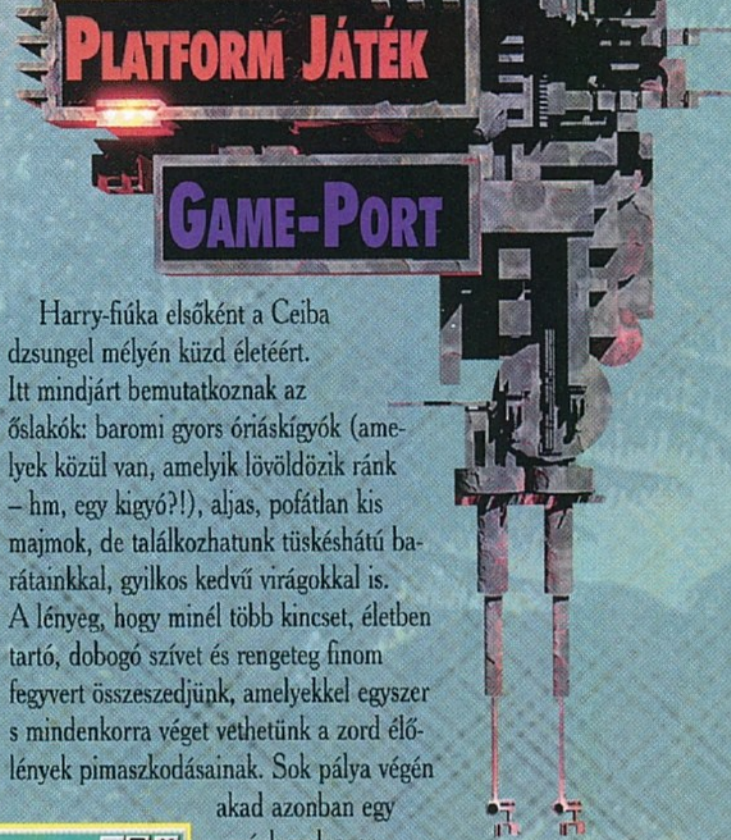 PLATFORM JÁTÉK
GAME-PORT
Harry-fiúka elsőként a Ceiba
dzsungel mélyén küzd életéért.
Itt mindjárt bemutatkoznak az
őslakók: baromi gyors óriáskígyók (ame-
lyek közül van, amelyik lövöldözik ránk
– hm, egy kigyó?!), aljas, pofátlan kis
majmok, de találkozhatunk tüskéshátú ba-
rátainkkal, gyilkos kedvű virágokkal is.
A lényeg, hogy minél több kincset, életben
tartó, dobogó szívet és rengeteg finom
fegyvert összeszedjünk, amelyekkel egyszer
s mindenkorra véget vethetünk a zord élő-
lények pimaszkodásainak. Sok pálya végén
akad azonban egy